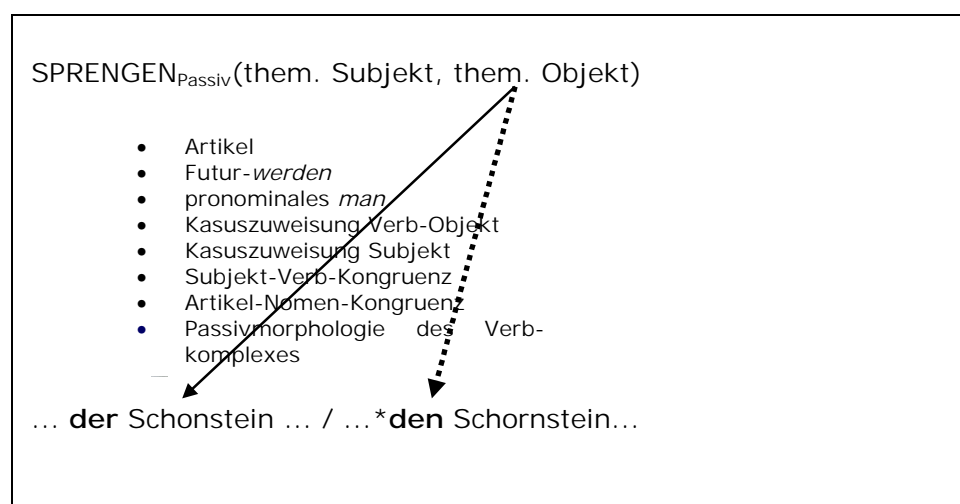 SPRENGENPassiv(them. Subjekt, them. Objekt)
• Artikel
• Futur-werden
• pronominales man
• Kasuszuweisung Verb-Objekt
• Kasuszuweisung Subjekt
• Subjekt-Verb-Kongruenz
• Artikel-Nomen-Kongruenz
• Passivmorphologie des Verb-
komplexes
... der Schonstein ... / ...*den Schornstein...